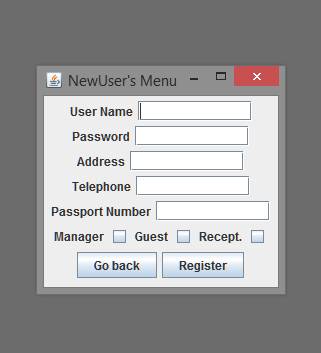 NewUser's Menu
User Name
Password
Address
Telephone
Passport Number
Manager Guest Recept.
Go back Register